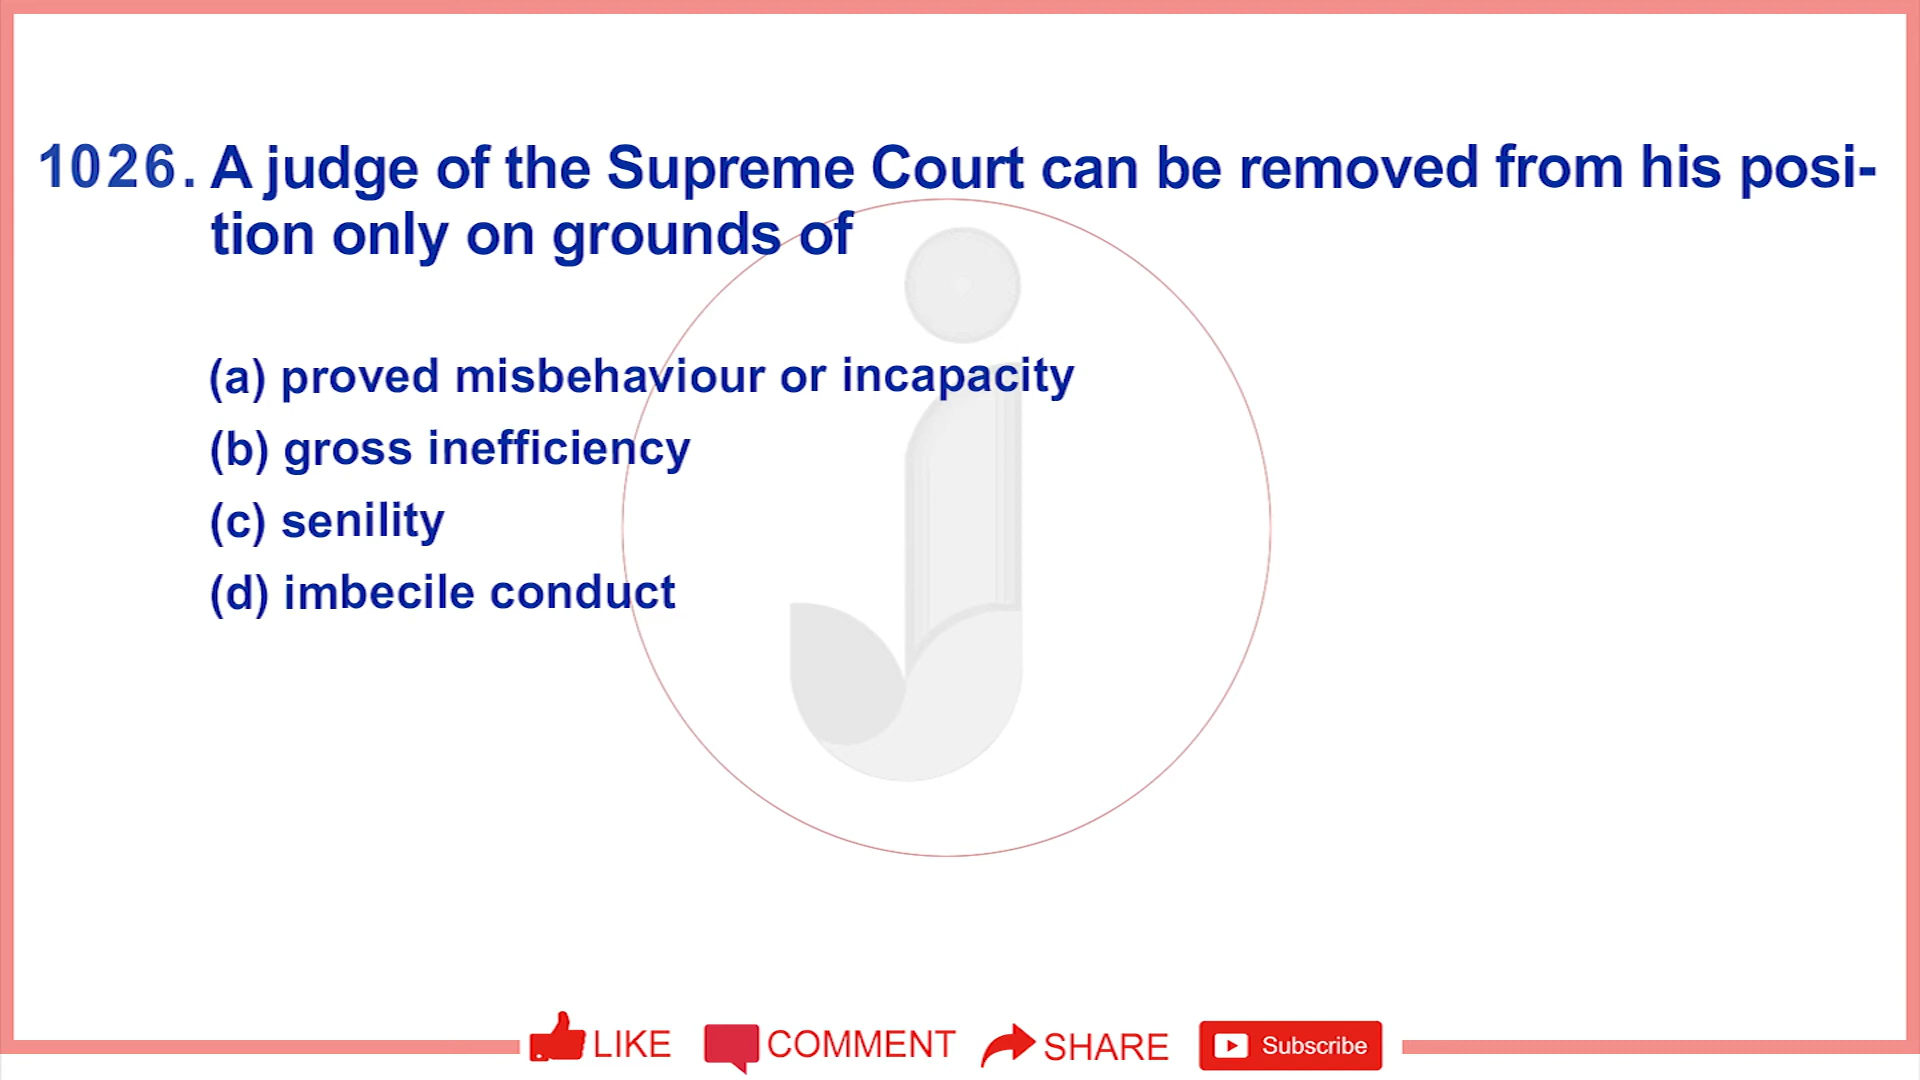 1026. A judge of the Supreme Court can be removed from his posi-
tion only on grounds of
(a) proved misbehaviour or incapacity
(b) gross inefficiency
(c) senility
(d) imbecile conduct
LIKE COMMENT SHARE Subscribe